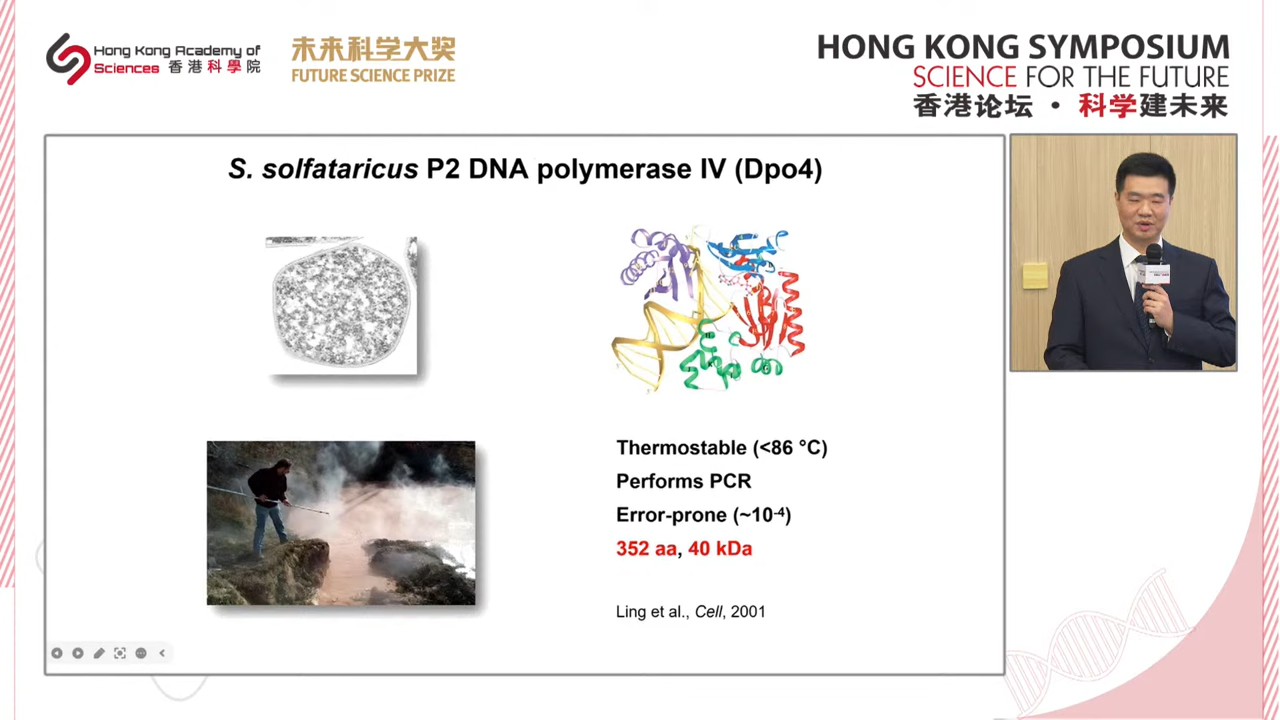 Hong Kong Academy of
Sciences 香港科學院
未来科学大奖
FUTURE SCIENCE PRIZE
HONG KONG SYMPOSIUM
SCIENCE FOR THE FUTURE
香港论坛 · 科学建未来
S. solfataricus P2 DNA polymerase IV (Dpo4)
Thermostable (<86 °C)
Performs PCR
Error-prone (~10⁻⁴)
352 aa, 40 kDa
Ling et al., Cell, 2001